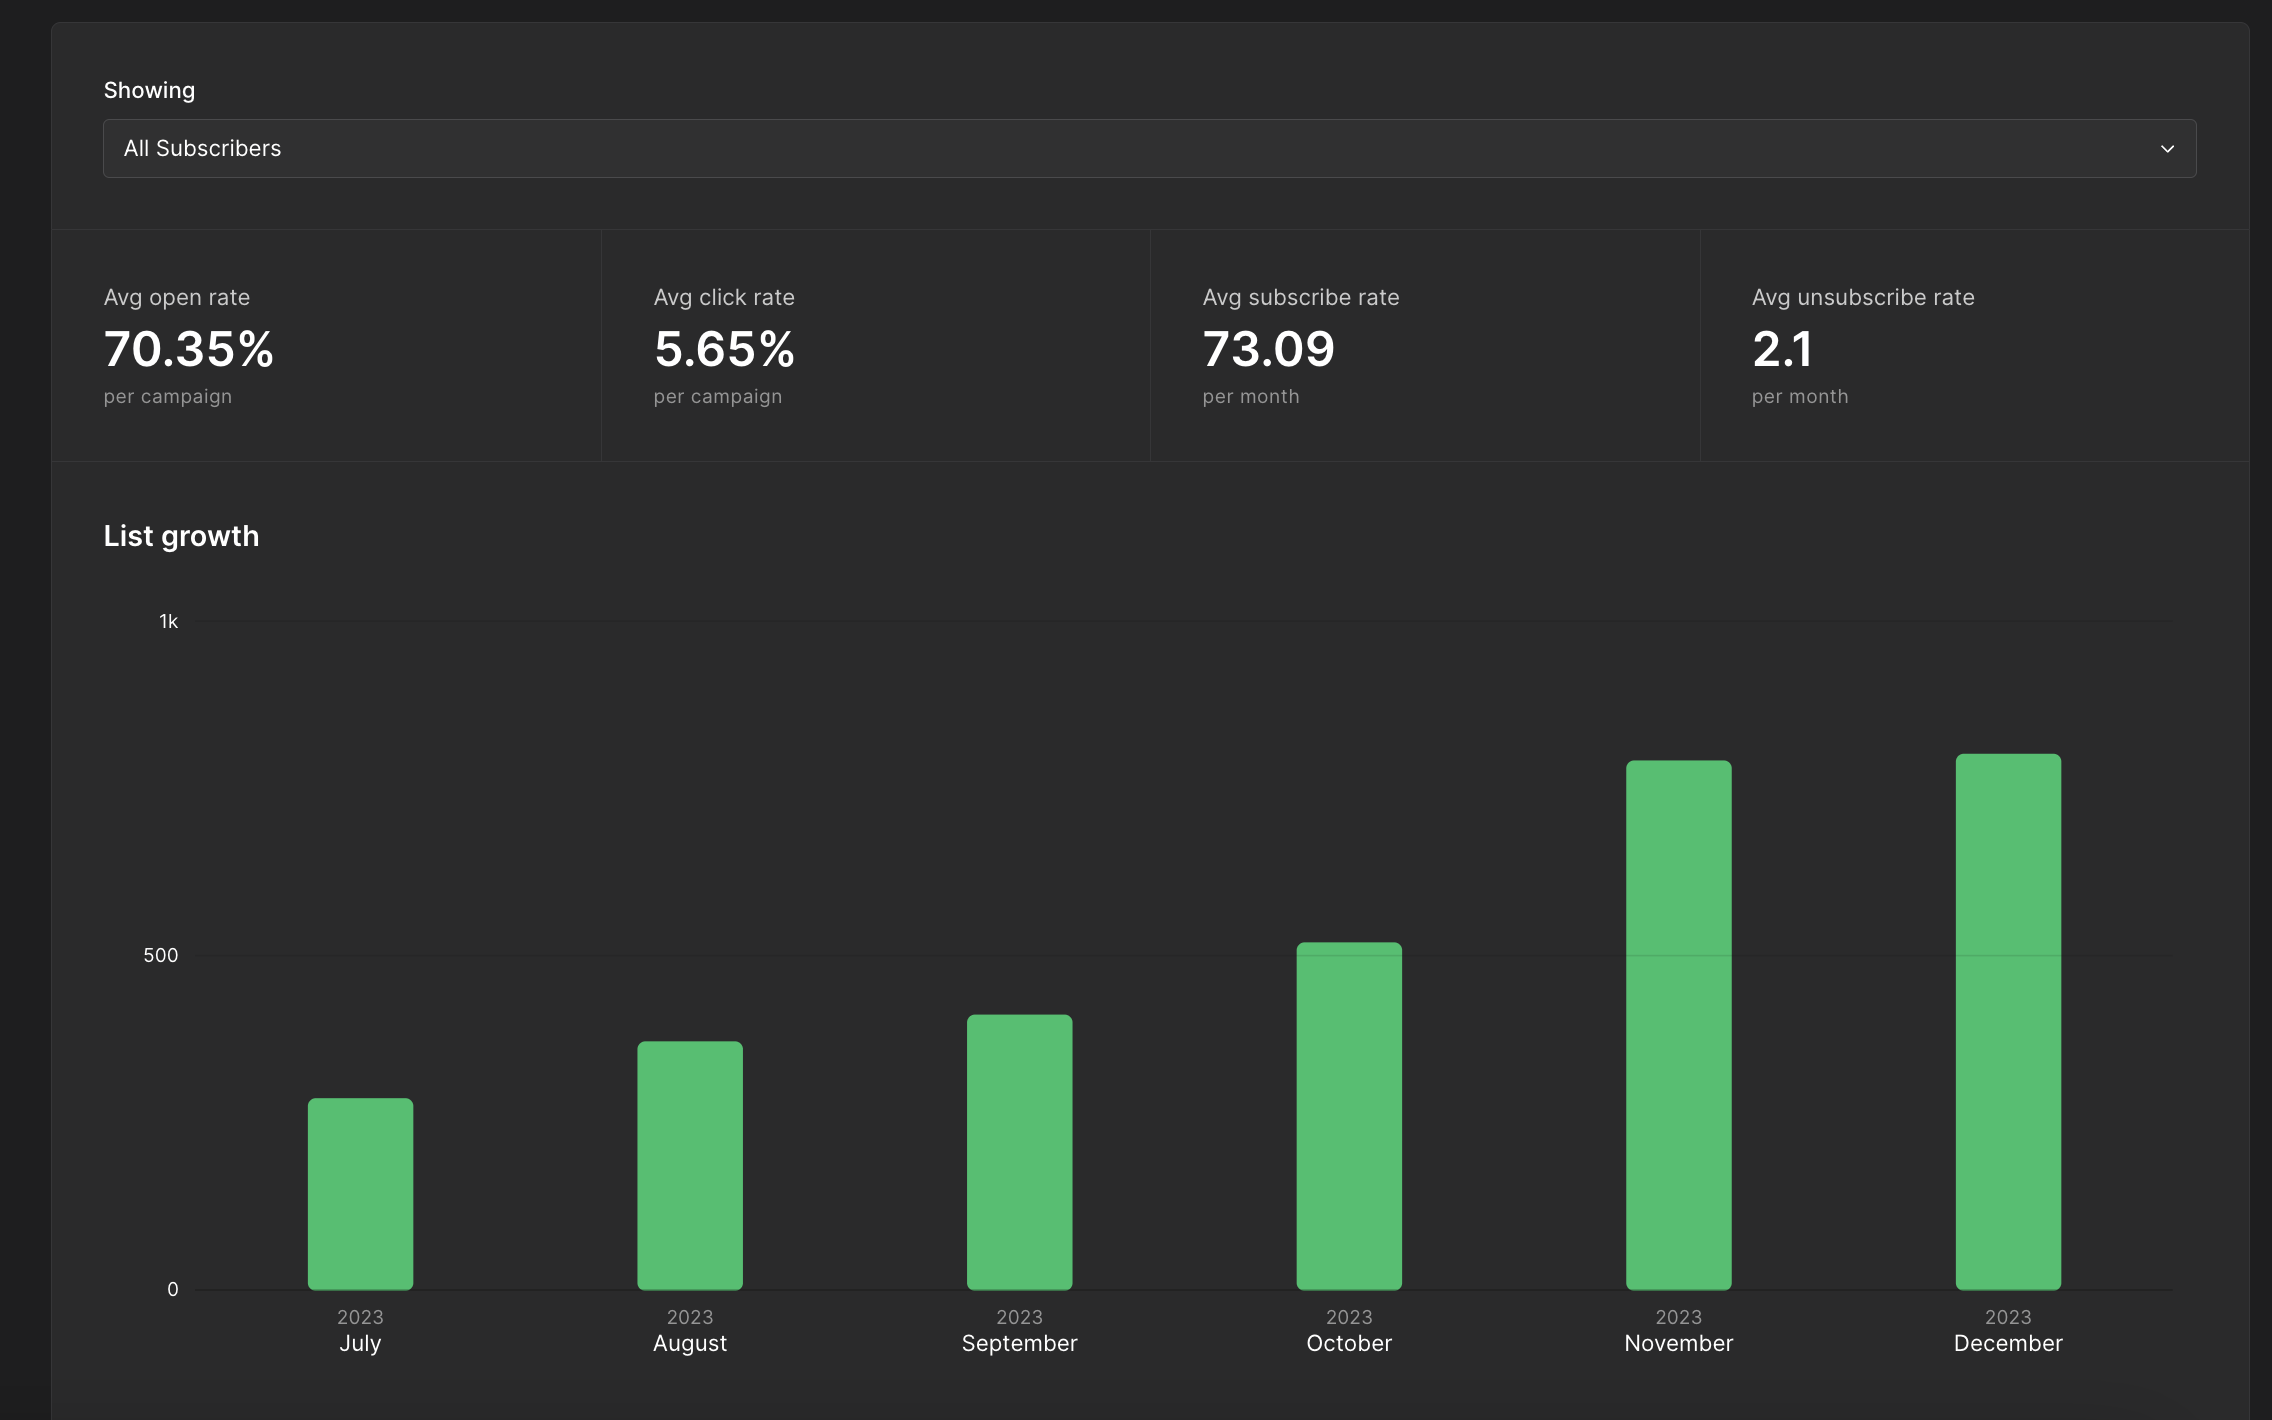 Showing
All Subscribers
Avg open rate
70.35%
per campaign
Avg click rate
5.65%
per campaign
Avg subscribe rate
73.09
per month
Avg unsubscribe rate
2.1
per month
List growth
1k
500
0
2023
July
2023
August
2023
September
2023
October
2023
November
2023
December